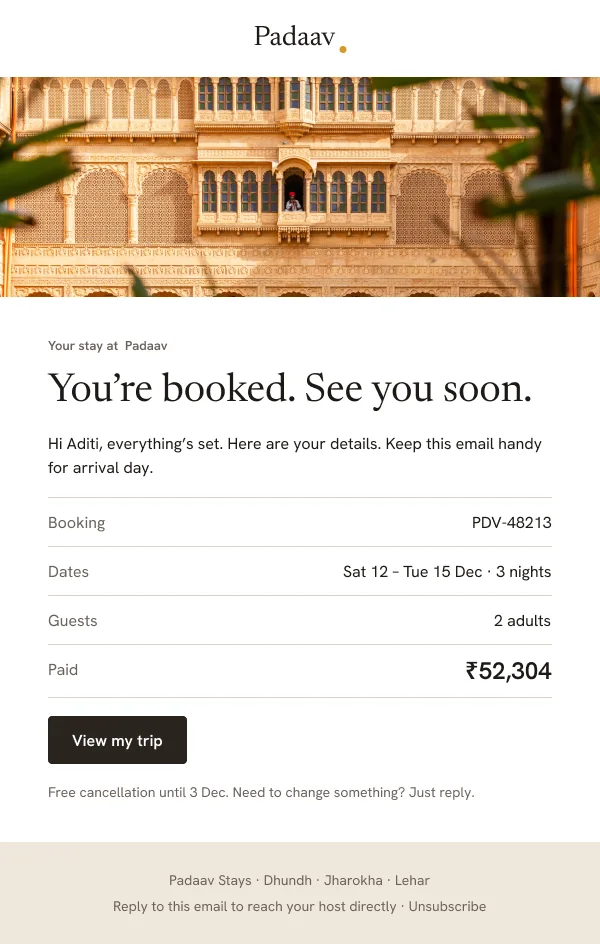 Padaav
Your stay at Padaav
You’re booked. See you soon.
Hi Aditi, everything’s set. Here are your details. Keep this email handy
for arrival day.
Booking PDV-48213
Dates Sat 12 – Tue 15 Dec · 3 nights
Guests 2 adults
Paid ₹52,304
View my trip
Free cancellation until 3 Dec. Need to change something? Just reply.
Padaav Stays · Dhundh · Jharokha · Lehar
Reply to this email to reach your host directly · Unsubscribe